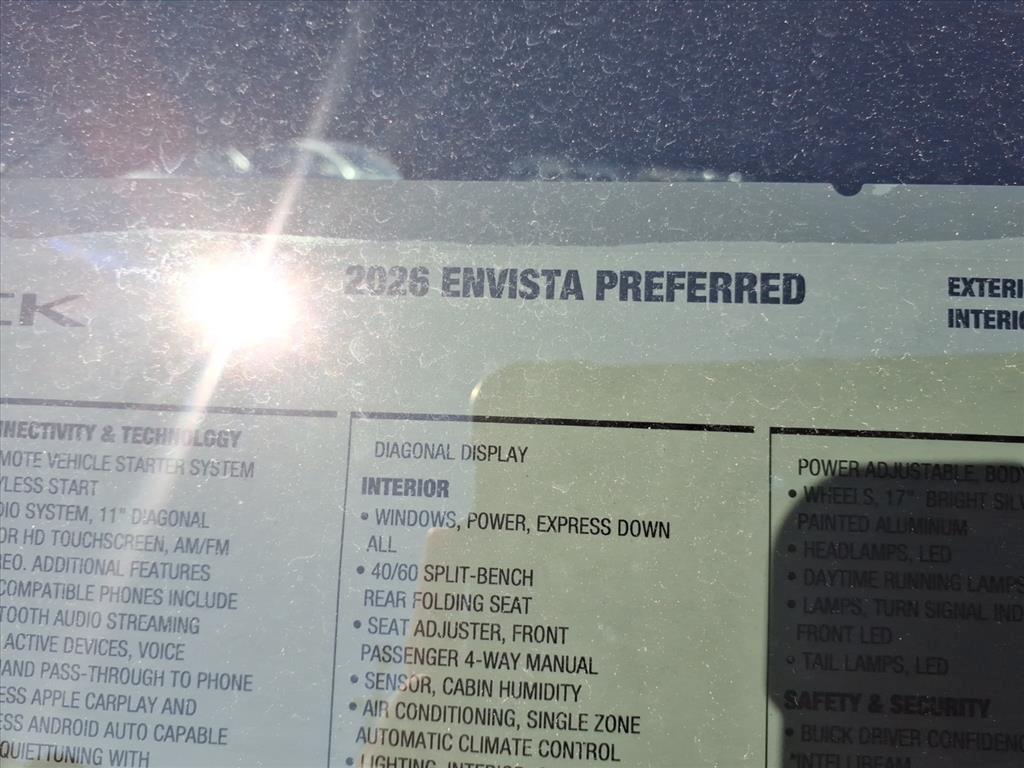 CK
2026 ENVISTA PREFERRED
EXTERI
INTERIO
NNECTIVITY & TECHNOLOGY
MOTE VEHICLE STARTER SYSTEM
YLESS START
DIO SYSTEM, 11" DIAGONAL
OR HD TOUCHSCREEN, AM/FM
REO. ADDITIONAL FEATURES
COMPATIBLE PHONES INCLUDE
TOOTH AUDIO STREAMING
ACTIVE DEVICES, VOICE
MAND PASS-THROUGH TO PHONE
ESS APPLE CARPLAY AND
ESS ANDROID AUTO CAPABLE
QUIETTUNING WITH
DIAGONAL DISPLAY
INTERIOR
• WINDOWS, POWER, EXPRESS DOWN
ALL
• 40/60 SPLIT-BENCH
REAR FOLDING SEAT
• SEAT ADJUSTER, FRONT
PASSENGER 4-WAY MANUAL
• SENSOR, CABIN HUMIDITY
• AIR CONDITIONING, SINGLE ZONE
AUTOMATIC CLIMATE CONTROL
• LIGHTING, INTERIOR
POWER ADJUSTABLE, BODY
• WHEELS, 17" BRIGHT SILV
PAINTED ALUMINUM
• HEADLAMPS, LED
• DAYTIME RUNNING LAMPS
• LAMPS, TURN SIGNAL IND
FRONT LED
• TAIL LAMPS, LED
SAFETY & SECURITY
• BUICK DRIVER CONFIDENC
*INTELLIBEAM